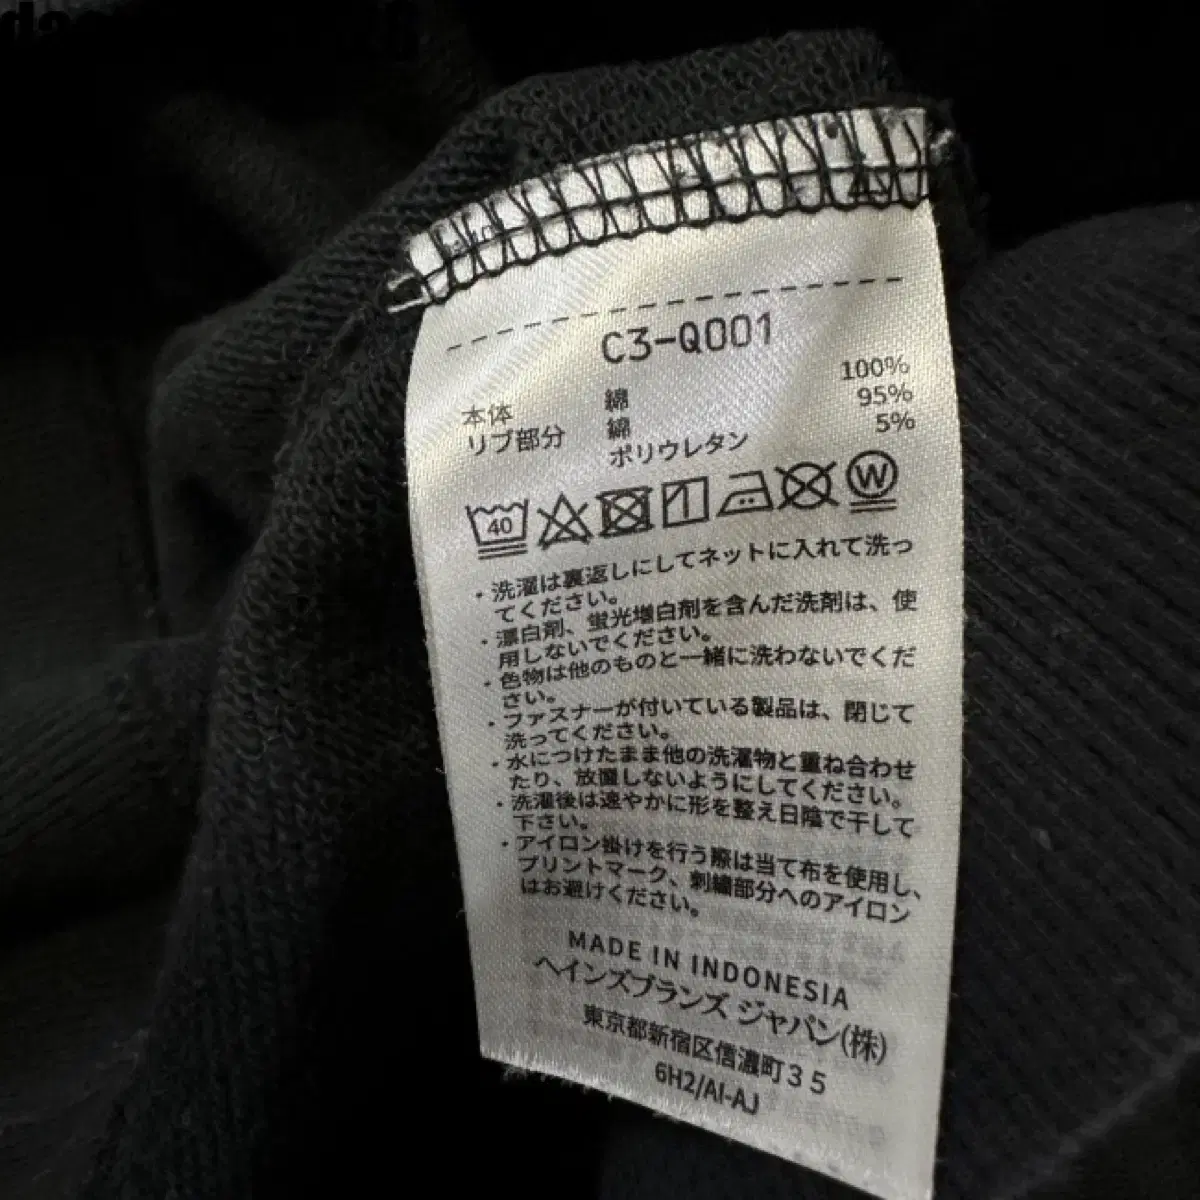 C3-Q001
本体 綿 100%
リブ部分 綿 95%
ポリウレタン 5%
40
W
・洗濯は裏返しにしてネットに入れて洗っ
てください。
・漂白剤、蛍光増白剤を含んだ洗剤は、使
用しないでください。
・色物は他のものと一緒に洗わないでくだ
さい。
・ファスナーが付いている製品は、閉じて
洗ってください。
・水につけたまま他の洗濯物と重ね合わせ
たり、放置しないようにしてください。
・洗濯後は速やかに形を整え日陰で干して
下さい。
・アイロン掛けを行う際は当て布を使用し、
プリントマーク、刺繍部分へのアイロン
はお避けください。
MADE IN INDONESIA
ヘインズブランズ ジャパン(株)
東京都新宿区信濃町35
6H2/AI-AJ